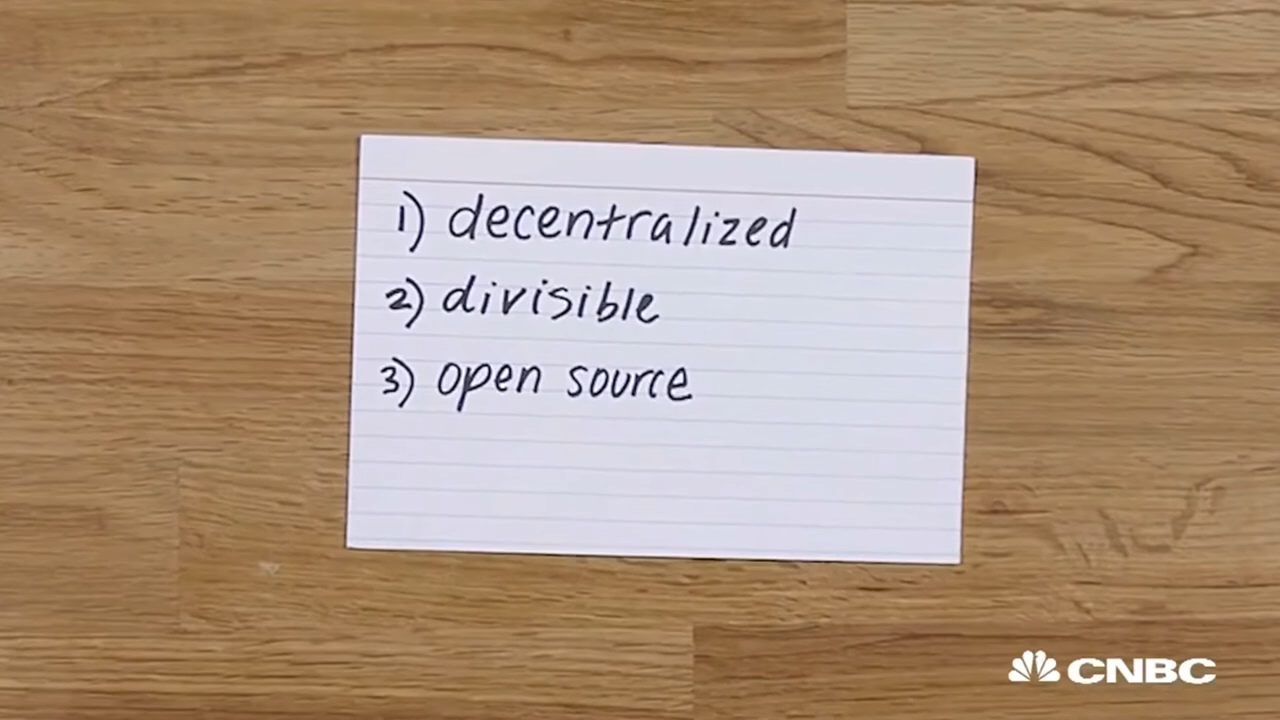 1) decentralized
2) divisible
3) open source
CNBC